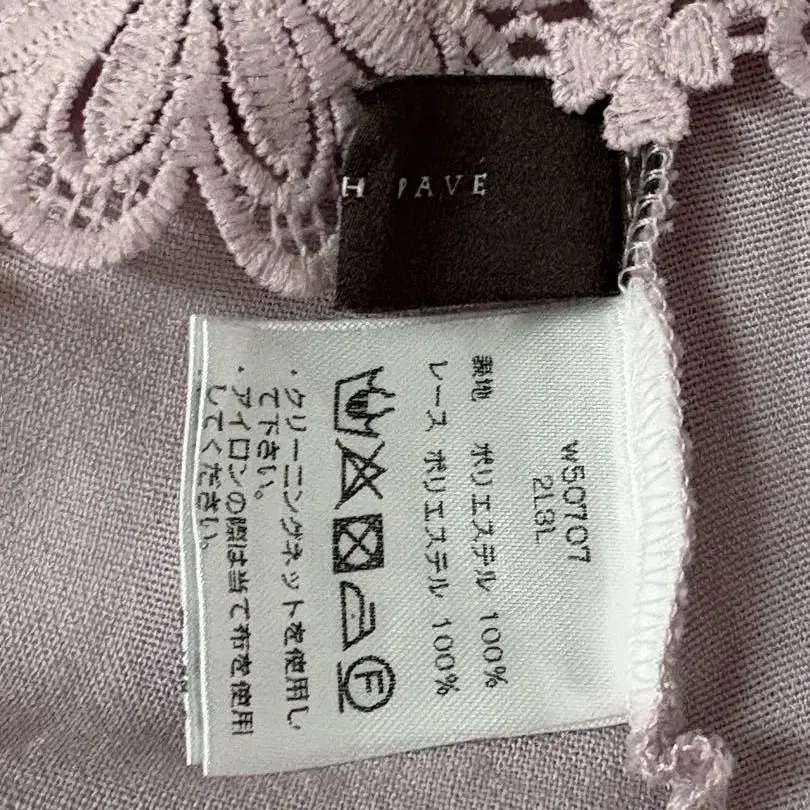 H PAVÉ
W50707
2L3L
表地 ポリエステル 100%
レース ポリエステル 100%
F
・クリーニングネットを使用し
て下さい。
・アイロンの際は当て布を使用
してください。